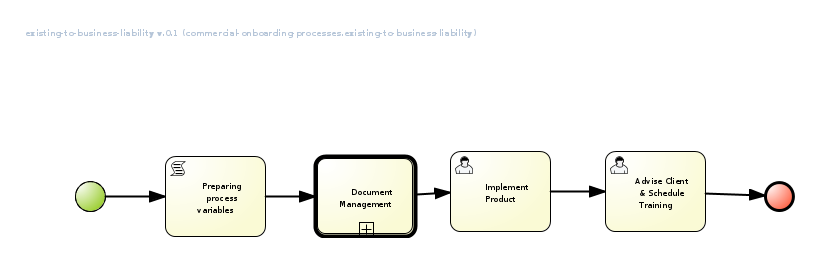 existing-to-business-liability v.0.1 (commercial-onboarding processes.existing-to business-liability)
Preparing
process
variables
Document
Management
Implement
Product
Advise Client
& Schedule
Training